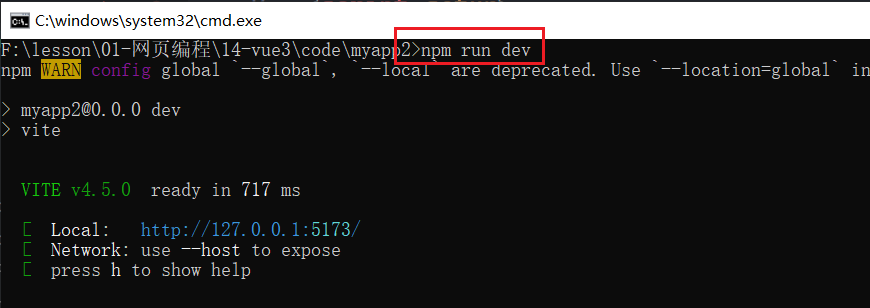 C:\windows\system32\cmd.exe
F:\lesson\01-网页编程\14-vue3\code\myapp2>npm run dev
npm WARN config global `--global`, `--local` are deprecated. Use `--location=global` in
> myapp2@0.0.0 dev
> vite
VITE v4.5.0 ready in 717 ms
Local: http://127.0.0.1:5173/
Network: use --host to expose
press h to show help